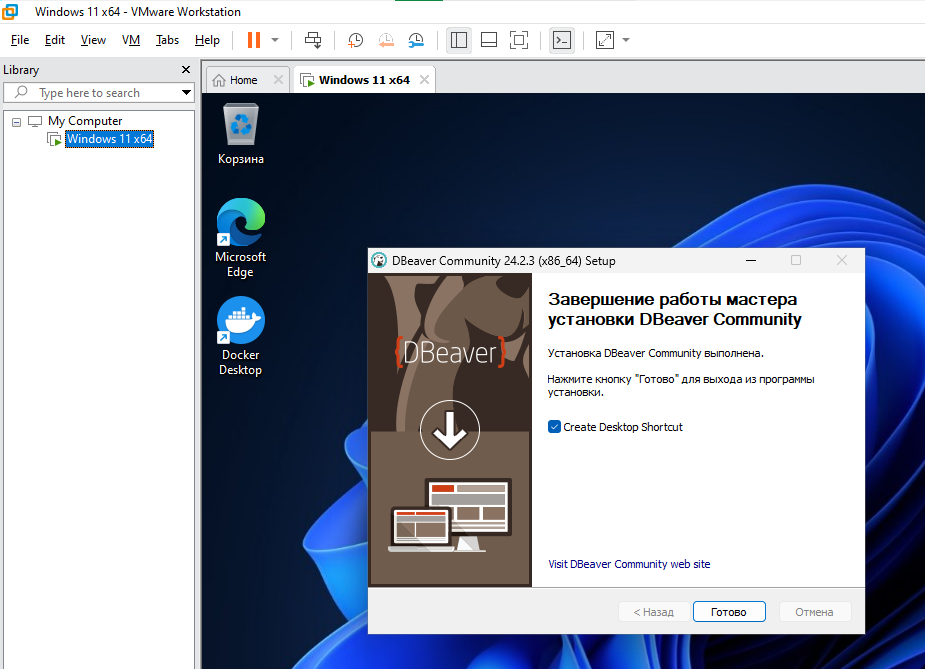 Windows 11 x64 - VMware Workstation
File Edit View VM Tabs Help
Library
Type here to search
My Computer
Windows 11 x64
Home
Windows 11 x64
Корзина
Microsoft
Edge
Docker
Desktop
DBeaver Community 24.2.3 (x86_64) Setup
{DBeaver}
Завершение работы мастера
установки DBeaver Community
Установка DBeaver Community выполнена.
Нажмите кнопку "Готово" для выхода из программы
установки.
Create Desktop Shortcut
Visit DBeaver Community web site
< Назад
Готово
Отмена